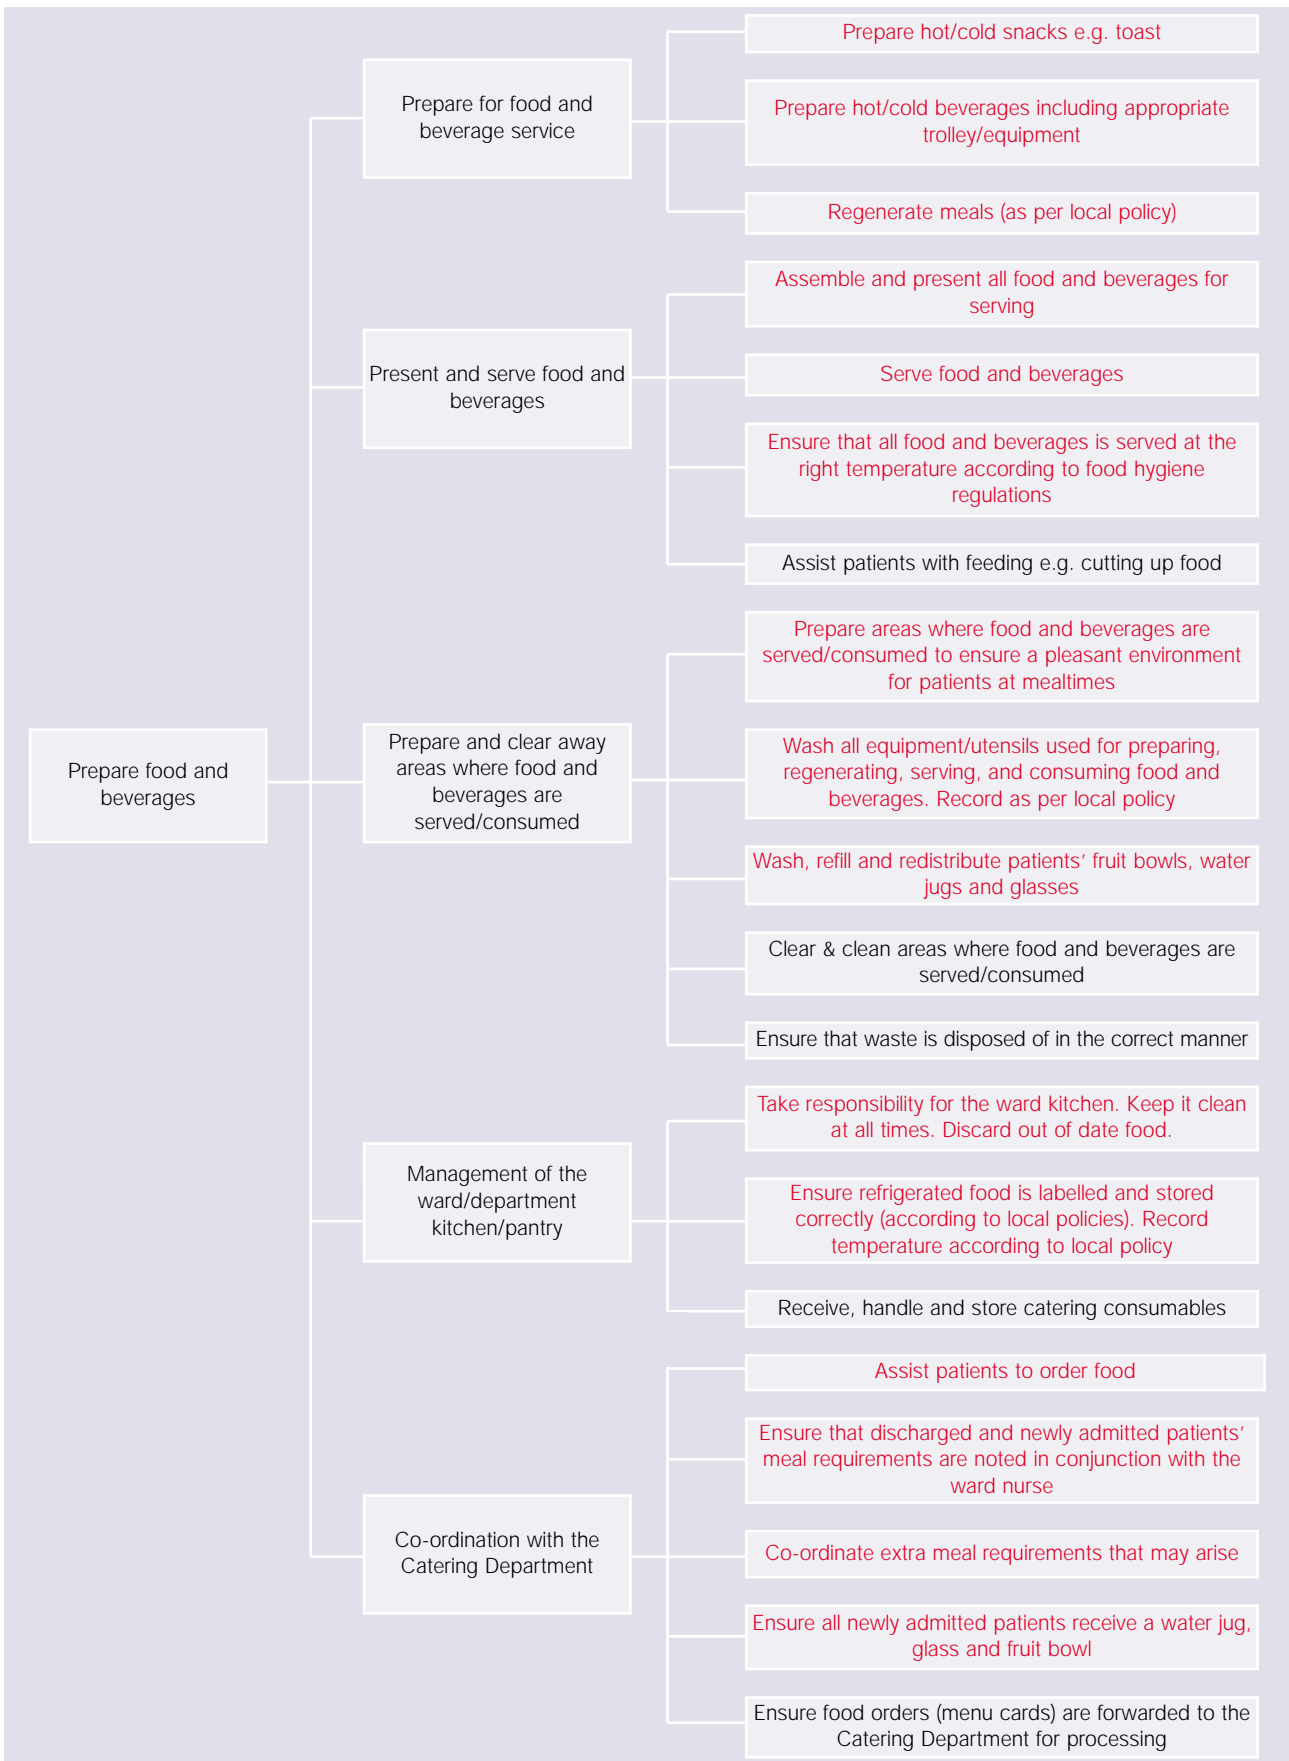 Prepare food and
beverages
Prepare for food and
beverage service
Prepare hot/cold snacks e.g. toast
Prepare hot/cold beverages including appropriate
trolley/equipment
Regenerate meals (as per local policy)
Present and serve food and
beverages
Assemble and present all food and beverages for
serving
Serve food and beverages
Ensure that all food and beverages is served at the
right temperature according to food hygiene
regulations
Assist patients with feeding e.g. cutting up food
Prepare and clear away
areas where food and
beverages are
served/consumed
Prepare areas where food and beverages are
served/consumed to ensure a pleasant environment
for patients at mealtimes
Wash all equipment/utensils used for preparing,
regenerating, serving, and consuming food and
beverages. Record as per local policy
Wash, refill and redistribute patients’ fruit bowls, water
jugs and glasses
Clear & clean areas where food and beverages are
served/consumed
Ensure that waste is disposed of in the correct manner
Management of the
ward/department
kitchen/pantry
Take responsibility for the ward kitchen. Keep it clean
at all times. Discard out of date food.
Ensure refrigerated food is labelled and stored
correctly (according to local policies). Record
temperature according to local policy
Receive, handle and store catering consumables
Co-ordination with the
Catering Department
Assist patients to order food
Ensure that discharged and newly admitted patients’
meal requirements are noted in conjunction with the
ward nurse
Co-ordinate extra meal requirements that may arise
Ensure all newly admitted patients receive a water jug,
glass and fruit bowl
Ensure food orders (menu cards) are forwarded to the
Catering Department for processing